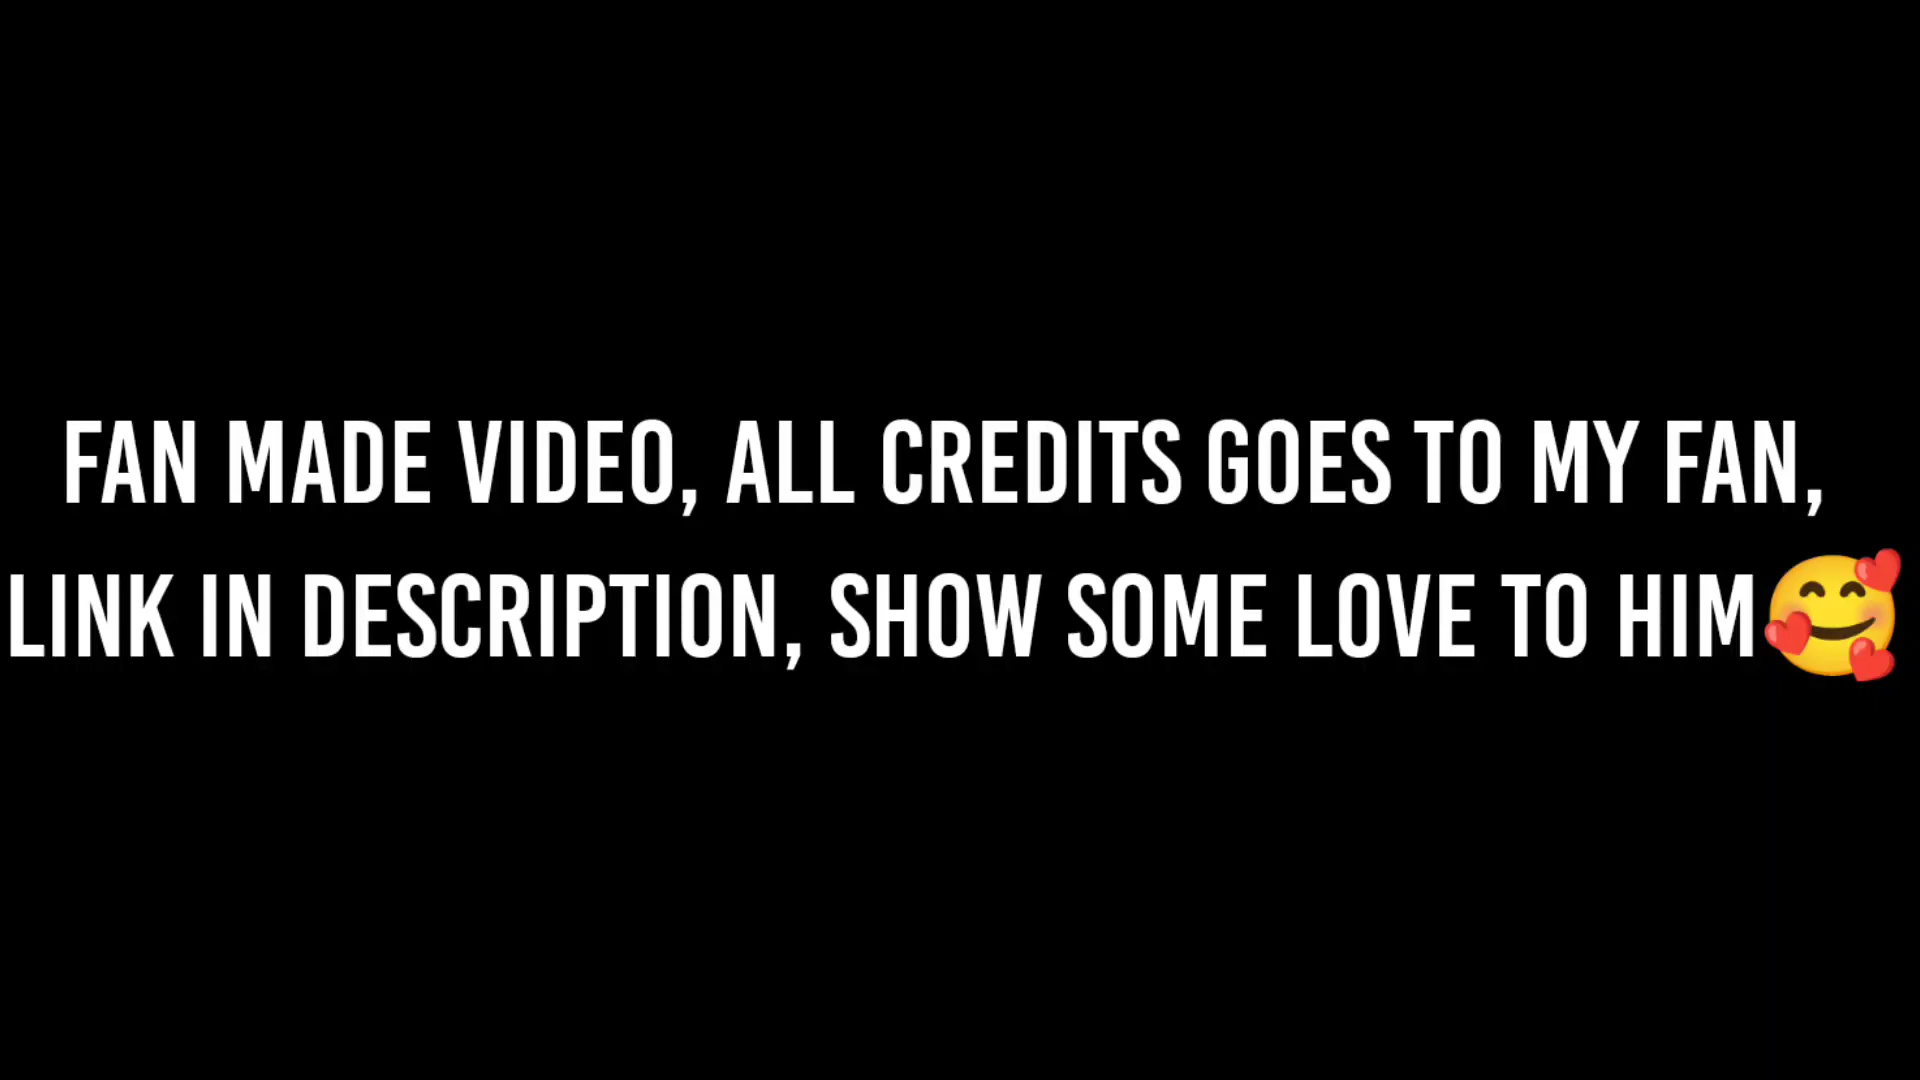 FAN MADE VIDEO, ALL CREDITS GOES TO MY FAN,
LINK IN DESCRIPTION, SHOW SOME LOVE TO HIM🥰